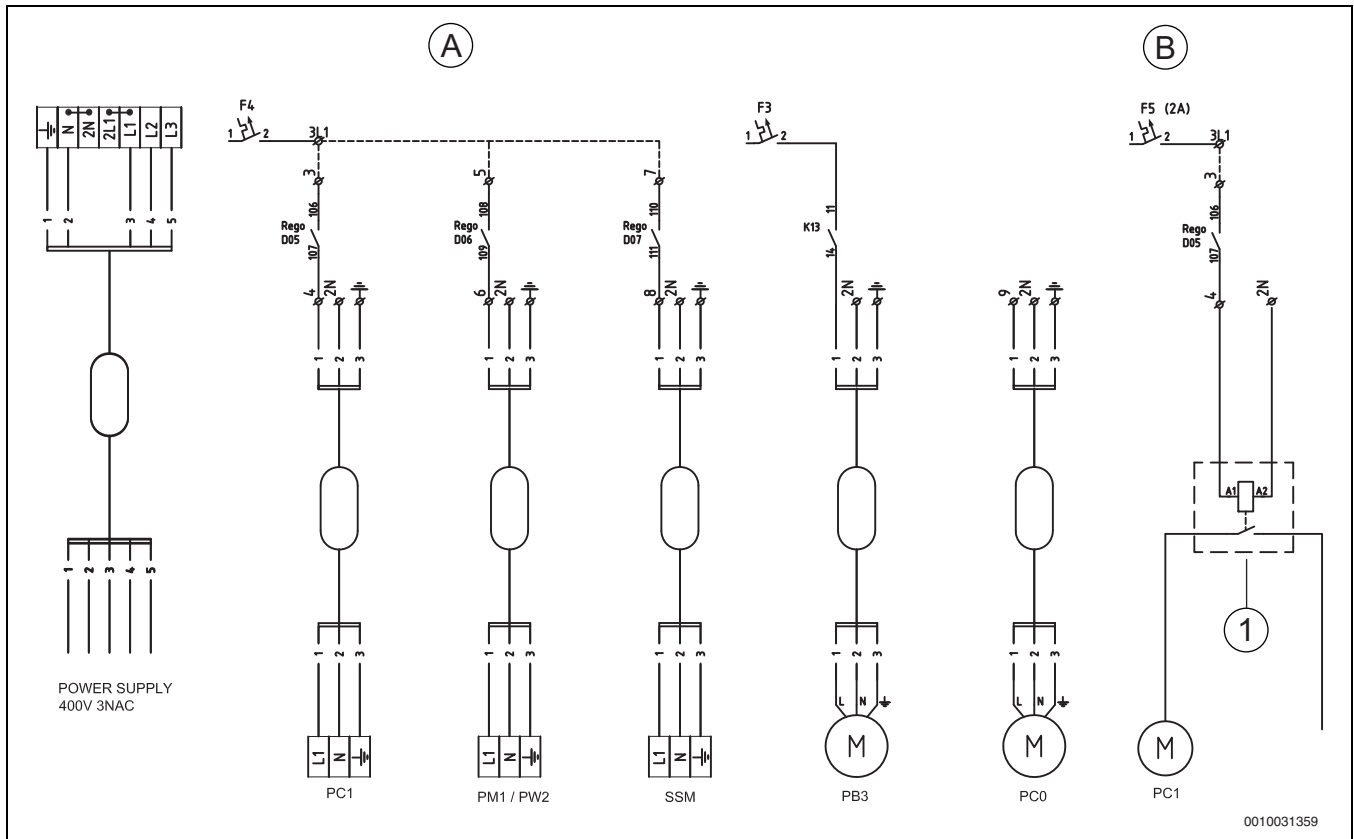 A
B
F4
F3
F5 (2A)
N 2N 2L1 L1 L2 L3
1 2 3L1
1 2
1 2 3L1
3 5 7 3
106 108 110 11 106
Rego D05
Rego D06
Rego D07
K13
Rego D05
107 109 111 14 107
4 2N
6 2N
8 2N
2N
9 2N
4 2N
1 2 3 4 5
1 2 3
1 2 3
1 2 3
1 2 3
1 2 3
A1 A2
1 2 3 4 5
1
1 2 3
1 2 3
1 2 3
1 2 3
1 2 3
POWER SUPPLY
400V 3NAC
L N
L N
L1 N
L1 N
L1 N
M
M
M
PC1
PM1 / PW2
SSM
PB3
PC0
PC1
0010031359